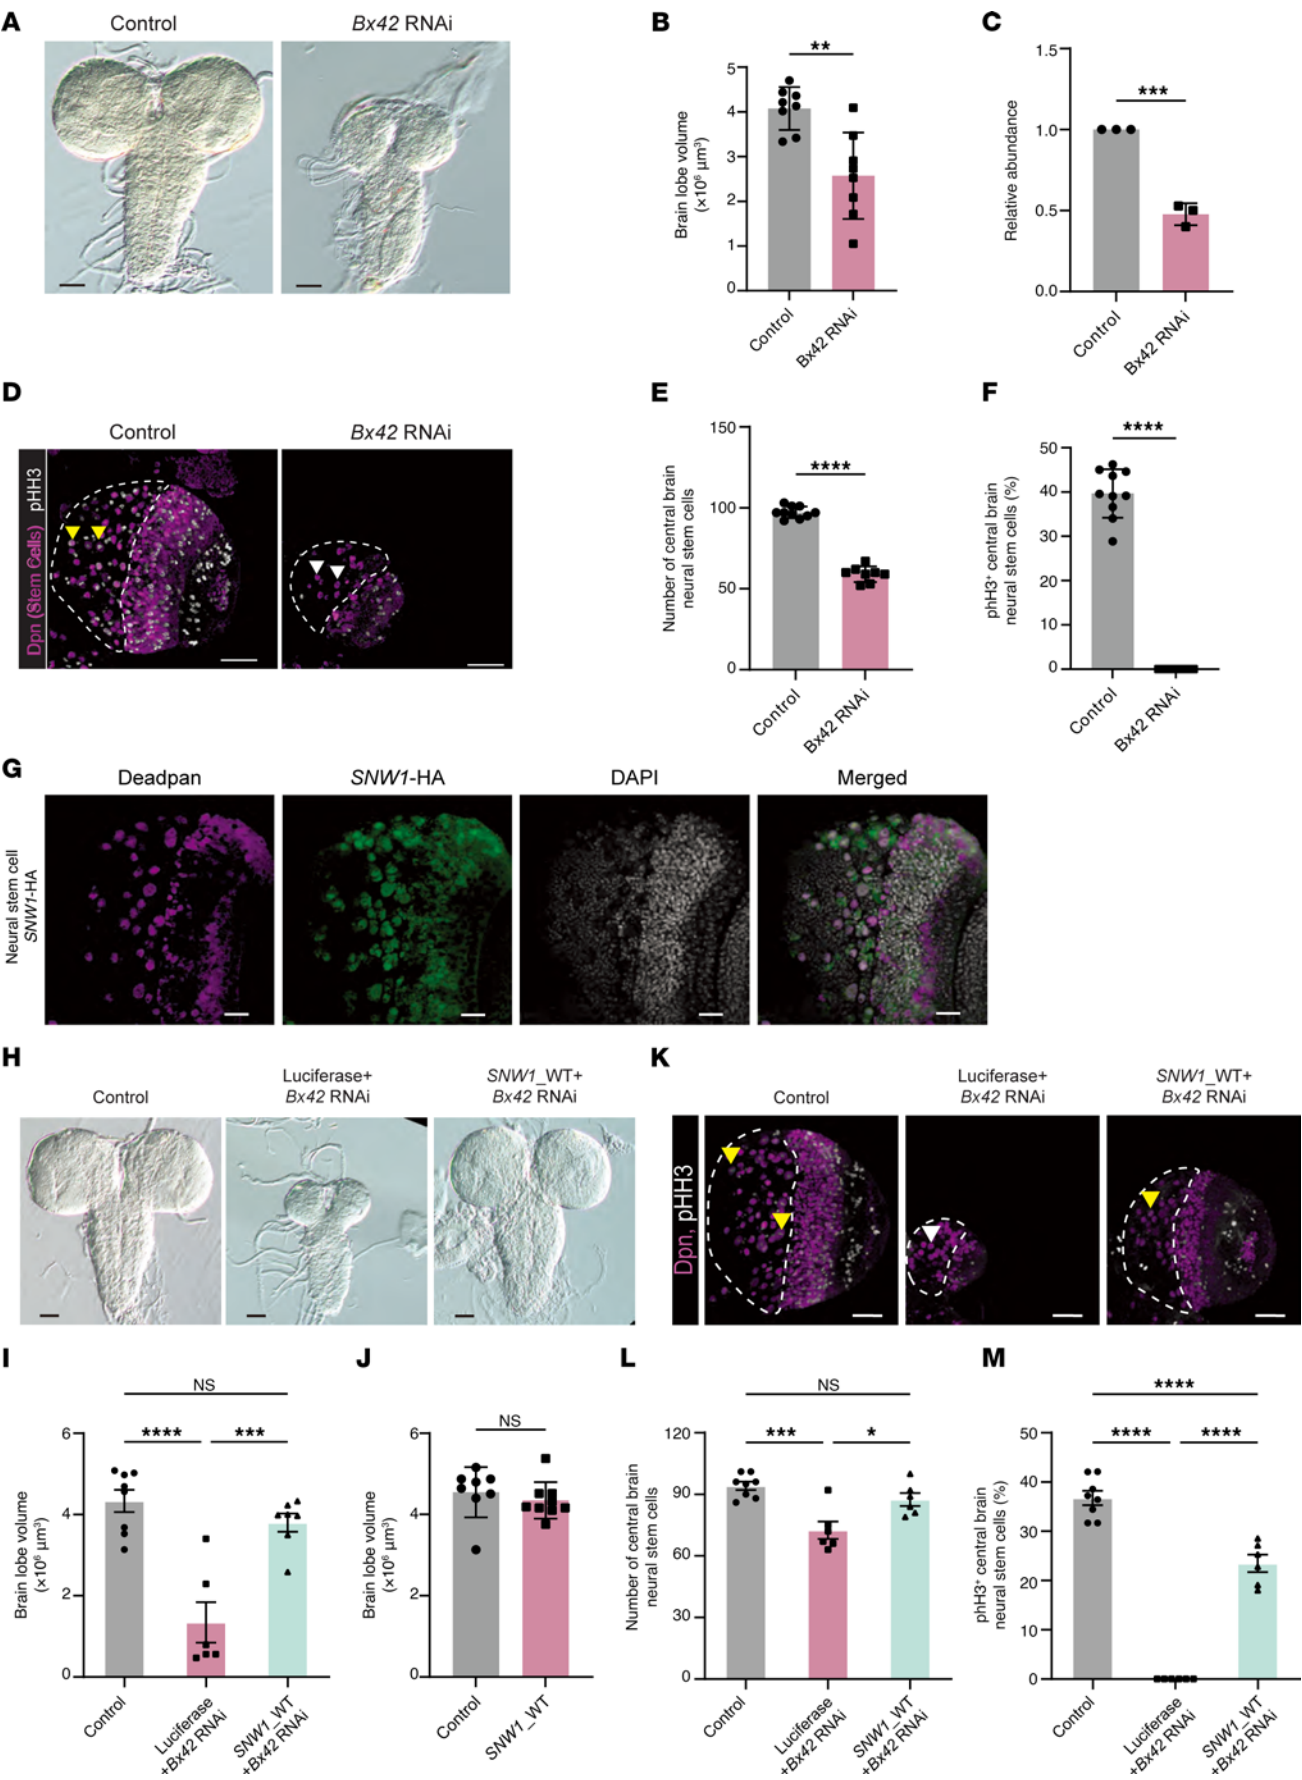 A
Control
Bx42 RNAi
B
**
Brain lobe volume
(×10⁶ µm³)
5
4
3
2
1
0
Control
Bx42 RNAi
C
***
Relative abundance
1.5
1.0
0.5
0.0
Control
Bx42 RNAi
D
Control
Bx42 RNAi
Dpn (Stem Cells) pHH3
E
****
Number of central brain
neural stem cells
150
100
50
0
Control
Bx42 RNAi
F
****
phH3⁺ central brain
neural stem cells (%)
50
40
30
20
10
0
Control
Bx42 RNAi
G
Deadpan
SNW1-HA
DAPI
Merged
Neural stem cell
SNW1-HA
H
Control
Luciferase+
Bx42 RNAi
SNW1_WT+
Bx42 RNAi
K
Control
Luciferase+
Bx42 RNAi
SNW1_WT+
Bx42 RNAi
Dpn, pHH3
I
NS
****
***
Brain lobe volume
(×10⁶ µm³)
6
4
2
0
Control
Luciferase
+Bx42 RNAi
SNW1_WT
+Bx42 RNAi
J
NS
Brain lobe volume
(×10⁶ µm³)
6
4
2
0
Control
SNW1_WT
L
NS
***
*
Number of central brain
neural stem cells
120
90
60
30
0
Control
Luciferase
+Bx42 RNAi
SNW1_WT
+Bx42 RNAi
M
****
****
****
phH3⁺ central brain
neural stem cells (%)
50
40
30
20
10
0
Control
Luciferase
+Bx42 RNAi
SNW1_WT
+Bx42 RNAi